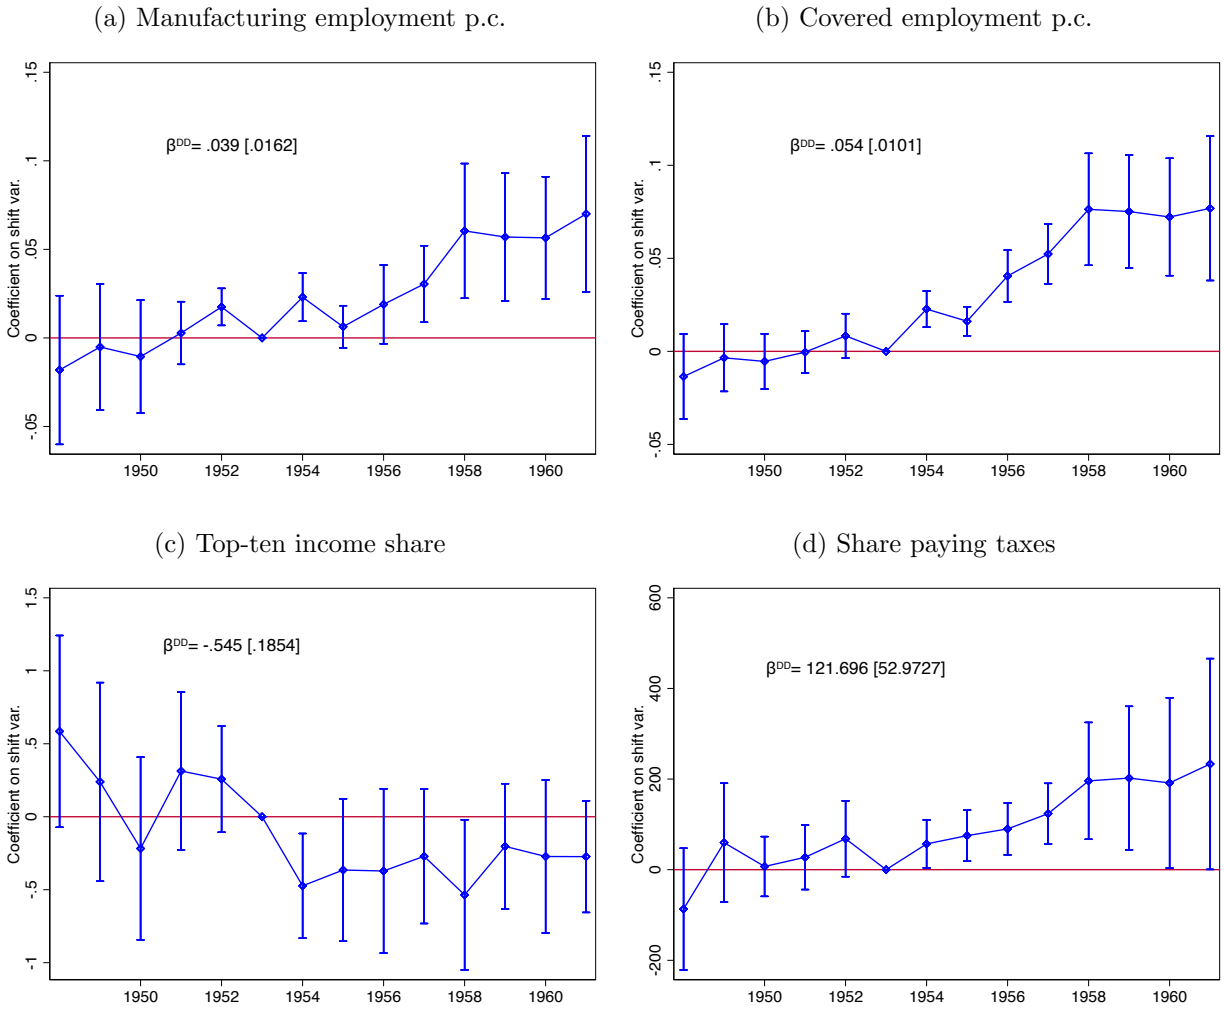 (a) Manufacturing employment p.c.
Coefficient on shift var.
.15
.1
.05
0
-.05
βᴰᴰ= .039 [.0162]
1950 1952 1954 1956 1958 1960
(b) Covered employment p.c.
Coefficient on shift var.
.15
.1
.05
0
-.05
βᴰᴰ= .054 [.0101]
1950 1952 1954 1956 1958 1960
(c) Top-ten income share
Coefficient on shift var.
1.5
1
.5
0
-.5
-1
βᴰᴰ= -.545 [.1854]
1950 1952 1954 1956 1958 1960
(d) Share paying taxes
Coefficient on shift var.
600
400
200
0
-200
βᴰᴰ= 121.696 [52.9727]
1950 1952 1954 1956 1958 1960